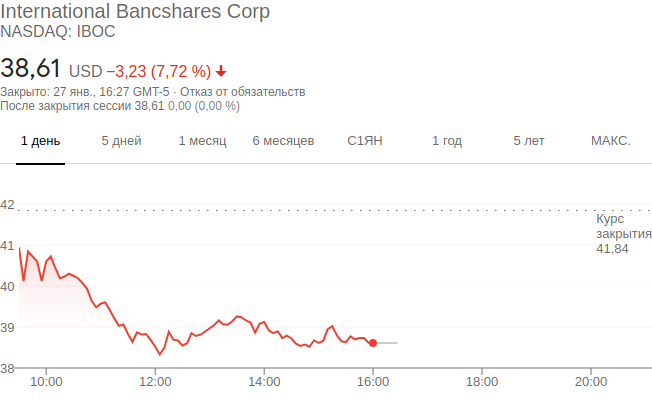 International Bancshares Corp
NASDAQ: IBOC
38,61 USD −3,23 (7,72 %)
Закрыто: 27 янв., 16:27 GMT-5 · Отказ от обязательств
После закрытия сессии 38,61 0,00 (0,00 %)
1 день 5 дней 1 месяц 6 месяцев С1ЯН 1 год 5 лет МАКС.
42
Курс
закрытия
41,84
41
40
39
38
10:00 12:00 14:00 16:00 18:00 20:00